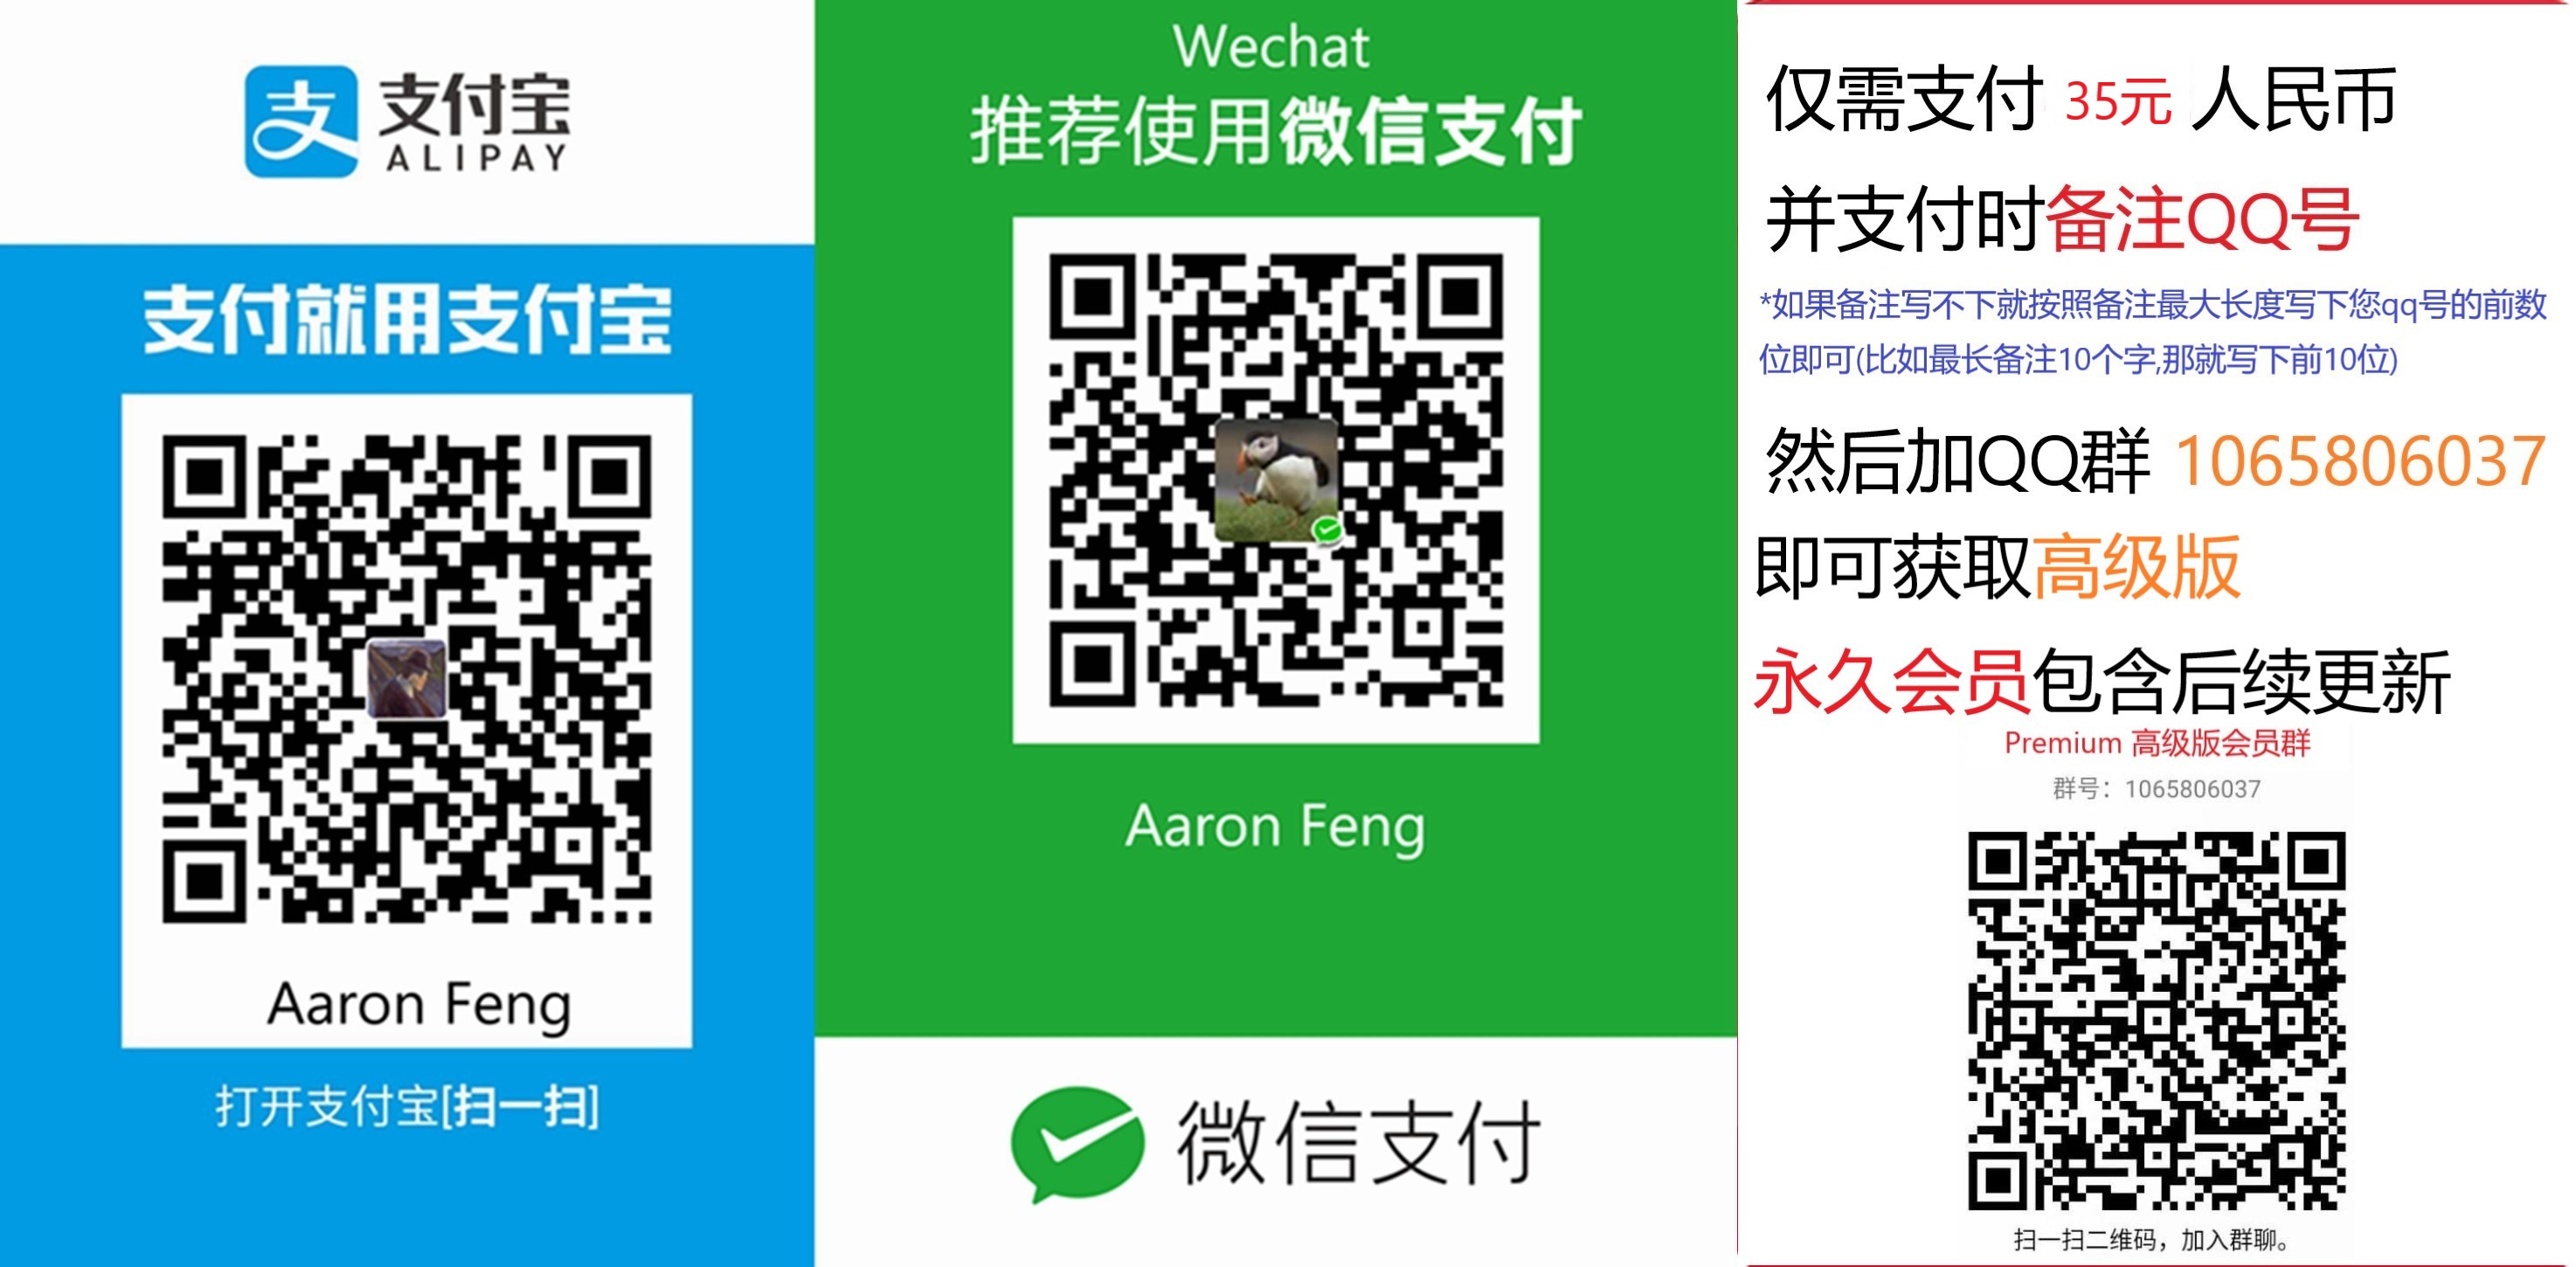 支付宝
ALIPAY
支付就用支付宝
Aaron Feng
打开支付宝[扫一扫]
Wechat
推荐使用微信支付
Aaron Feng
微信支付
仅需支付 35元 人民币
并支付时备注QQ号
*如果备注写不下就按照备注最大长度写下您qq号的前数
位即可(比如最长备注10个字,那就写下前10位)
然后加QQ群 1065806037
即可获取高级版
永久会员包含后续更新
Premium 高级版会员群
群号：1065806037
扫一扫二维码，加入群聊。